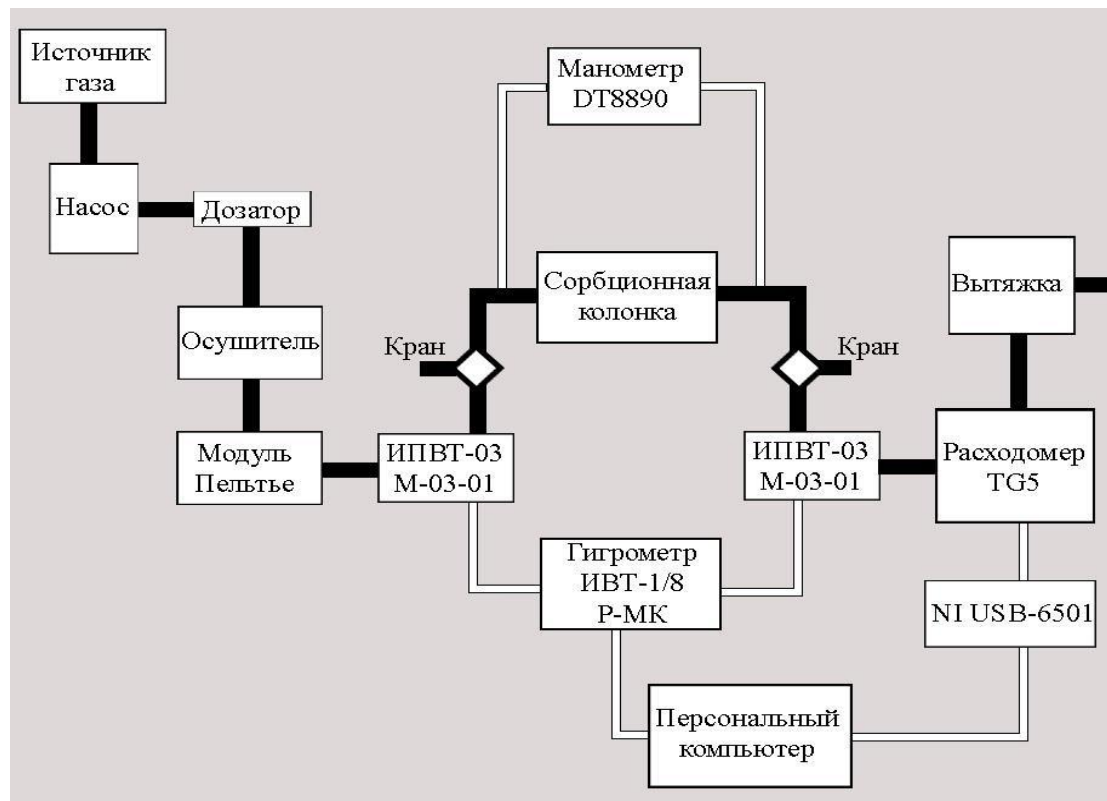 Источник
газа
Манометр
DT8890
Насос
Дозатор
Сорбционная
колонка
Вытяжка
Осушитель
Кран
Кран
Модуль
Пельтье
ИПВТ-03
М-03-01
ИПВТ-03
М-03-01
Расходомер
TG5
Гигрометр
ИВТ-1/8
Р-МК
NI USB-6501
Персональный
компьютер